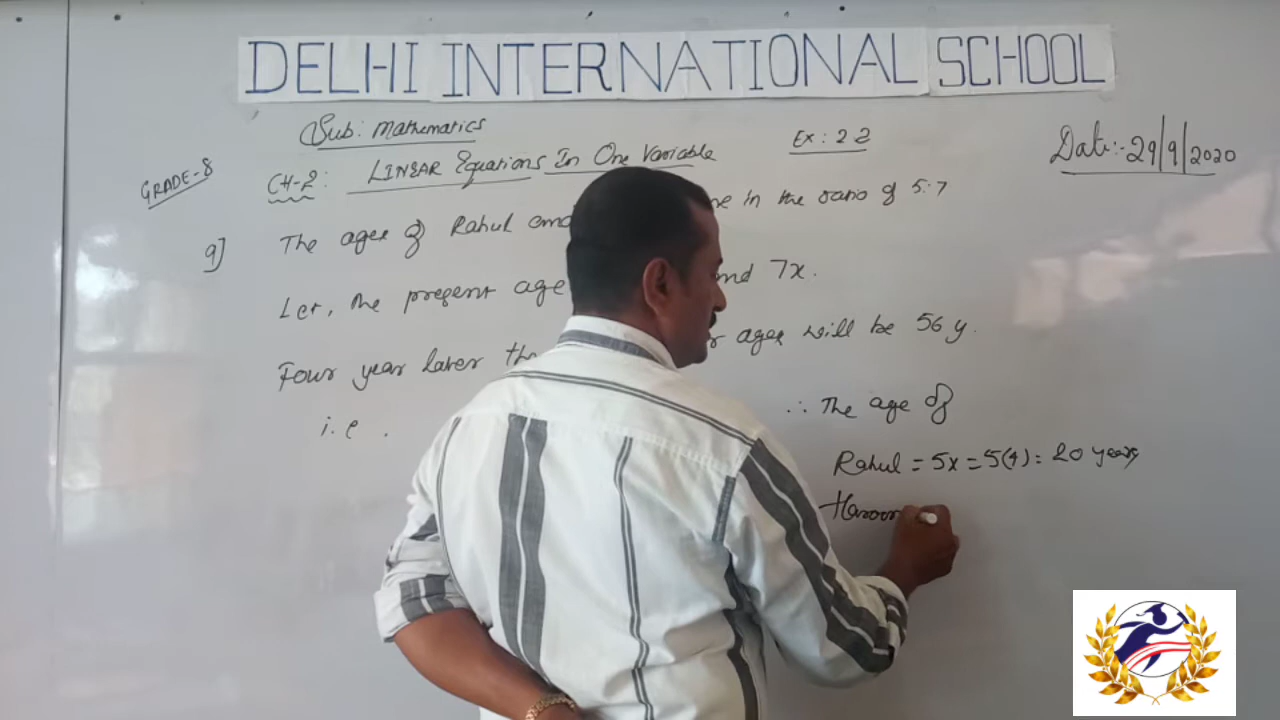 DELHI INTERNATIONAL SCHOOL
Sub: Mathematics
Ex: 2.2
Date:- 29/9/2020
GRADE-8
CH-2: LINEAR Equations In One Variable
9] The ages of Rahul and in the ratio of 5:7
Let, the present age and 7x.
Four year later ages will be 56 y.
i.e.
∴ The age of
Rahul = 5x = 5(4) = 20 years
Haroon